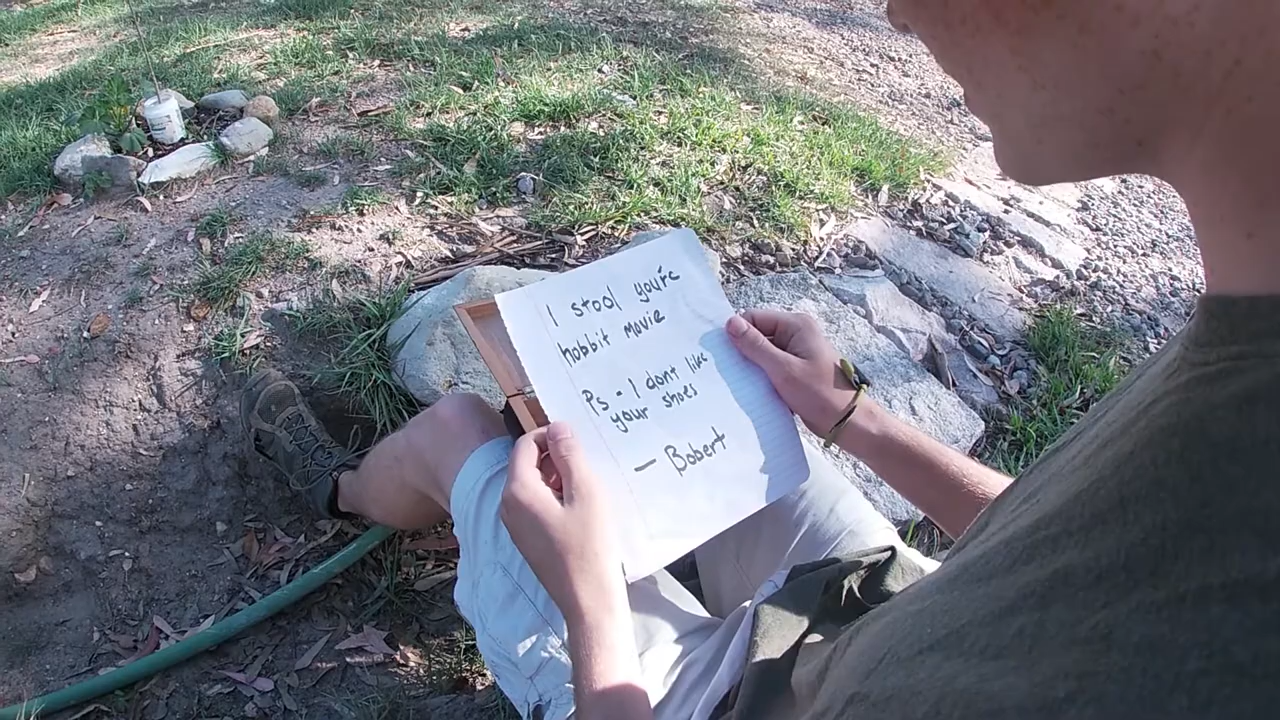 I stool you're
hobbit movie
Ps - I dont like
your shoes
- Bobert